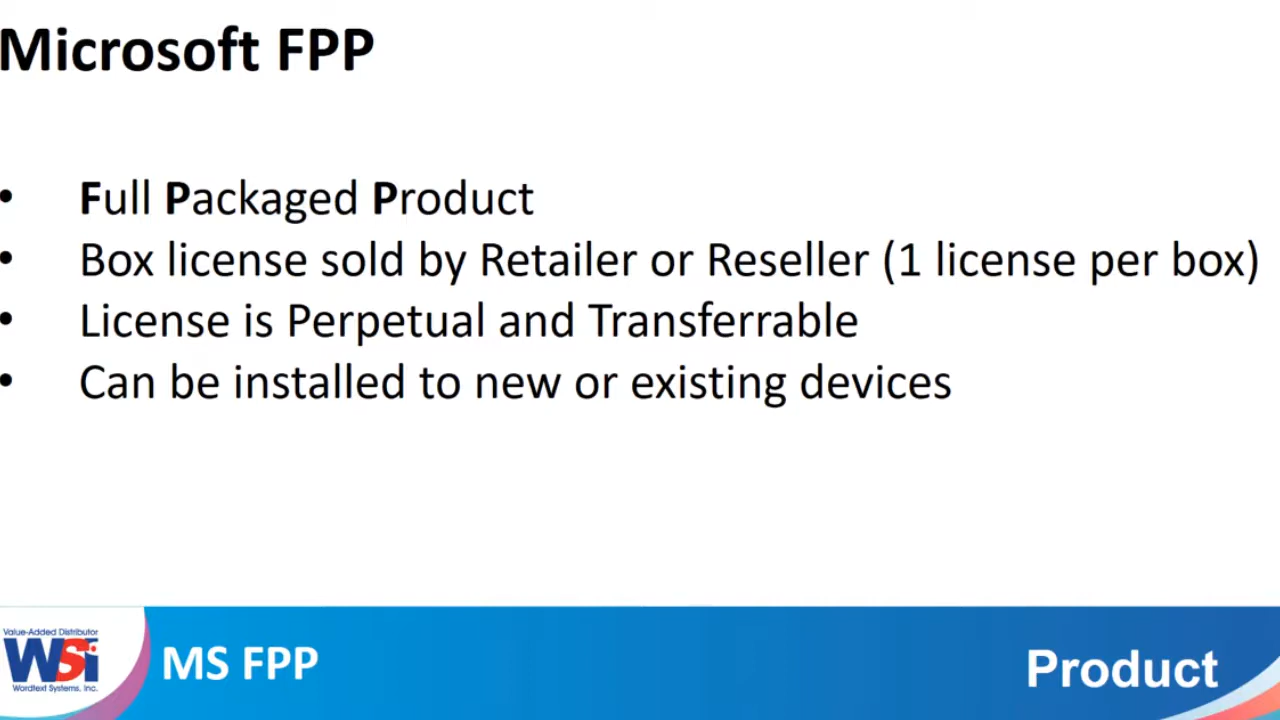 Microsoft FPP
• Full Packaged Product
• Box license sold by Retailer or Reseller (1 license per box)
• License is Perpetual and Transferrable
• Can be installed to new or existing devices
Value-Added Distributor
WSi
Wordtext Systems, Inc.
MS FPP
Product